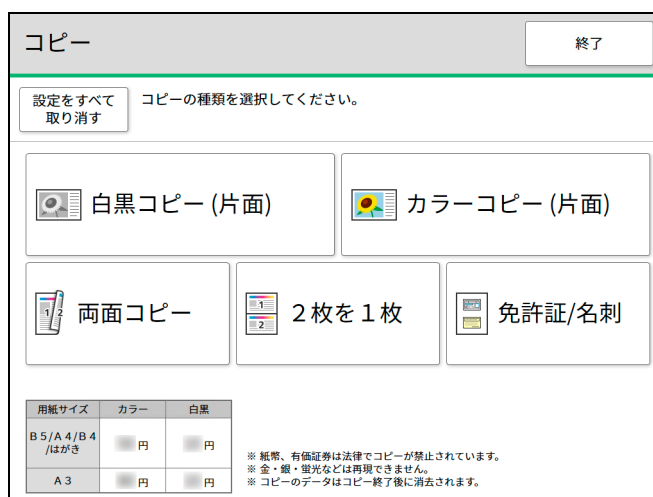 コピー
終了
設定をすべて
取り消す
コピーの種類を選択してください。
白黒コピー (片面)
カラーコピー (片面)
1 2
両面コピー
1
2
２枚を１枚
免許証/名刺
用紙サイズ カラー 白黒
Ｂ５/Ａ４/Ｂ４
/はがき
円 円
Ａ３ 円 円
※ 紙幣、有価証券は法律でコピーが禁止されています。
※ 金・銀・蛍光などは再現できません。
※ コピーのデータはコピー終了後に消去されます。